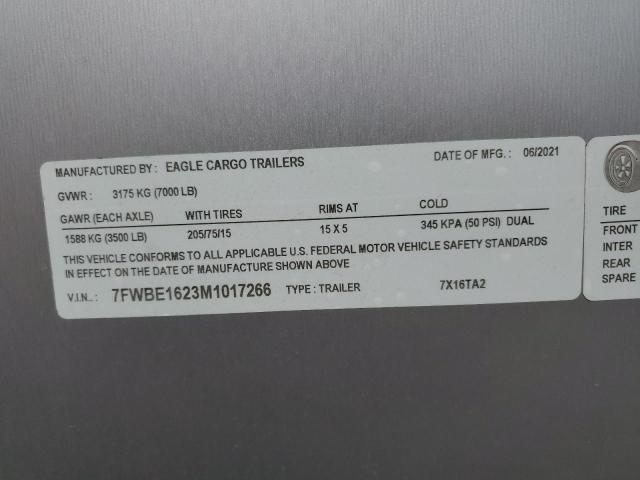 MANUFACTURED BY: EAGLE CARGO TRAILERS DATE OF MFG.: 06/2021
GVWR: 3175 KG (7000 LB)
GAWR (EACH AXLE) WITH TIRES RIMS AT COLD
1588 KG (3500 LB) 205/75/15 15 X 5 345 KPA (50 PSI) DUAL
THIS VEHICLE CONFORMS TO ALL APPLICABLE U.S. FEDERAL MOTOR VEHICLE SAFETY STANDARDS
IN EFFECT ON THE DATE OF MANUFACTURE SHOWN ABOVE
V.I.N..: 7FWBE1623M1017266 TYPE: TRAILER 7X16TA2
TIRE
FRONT
INTER
REAR
SPARE